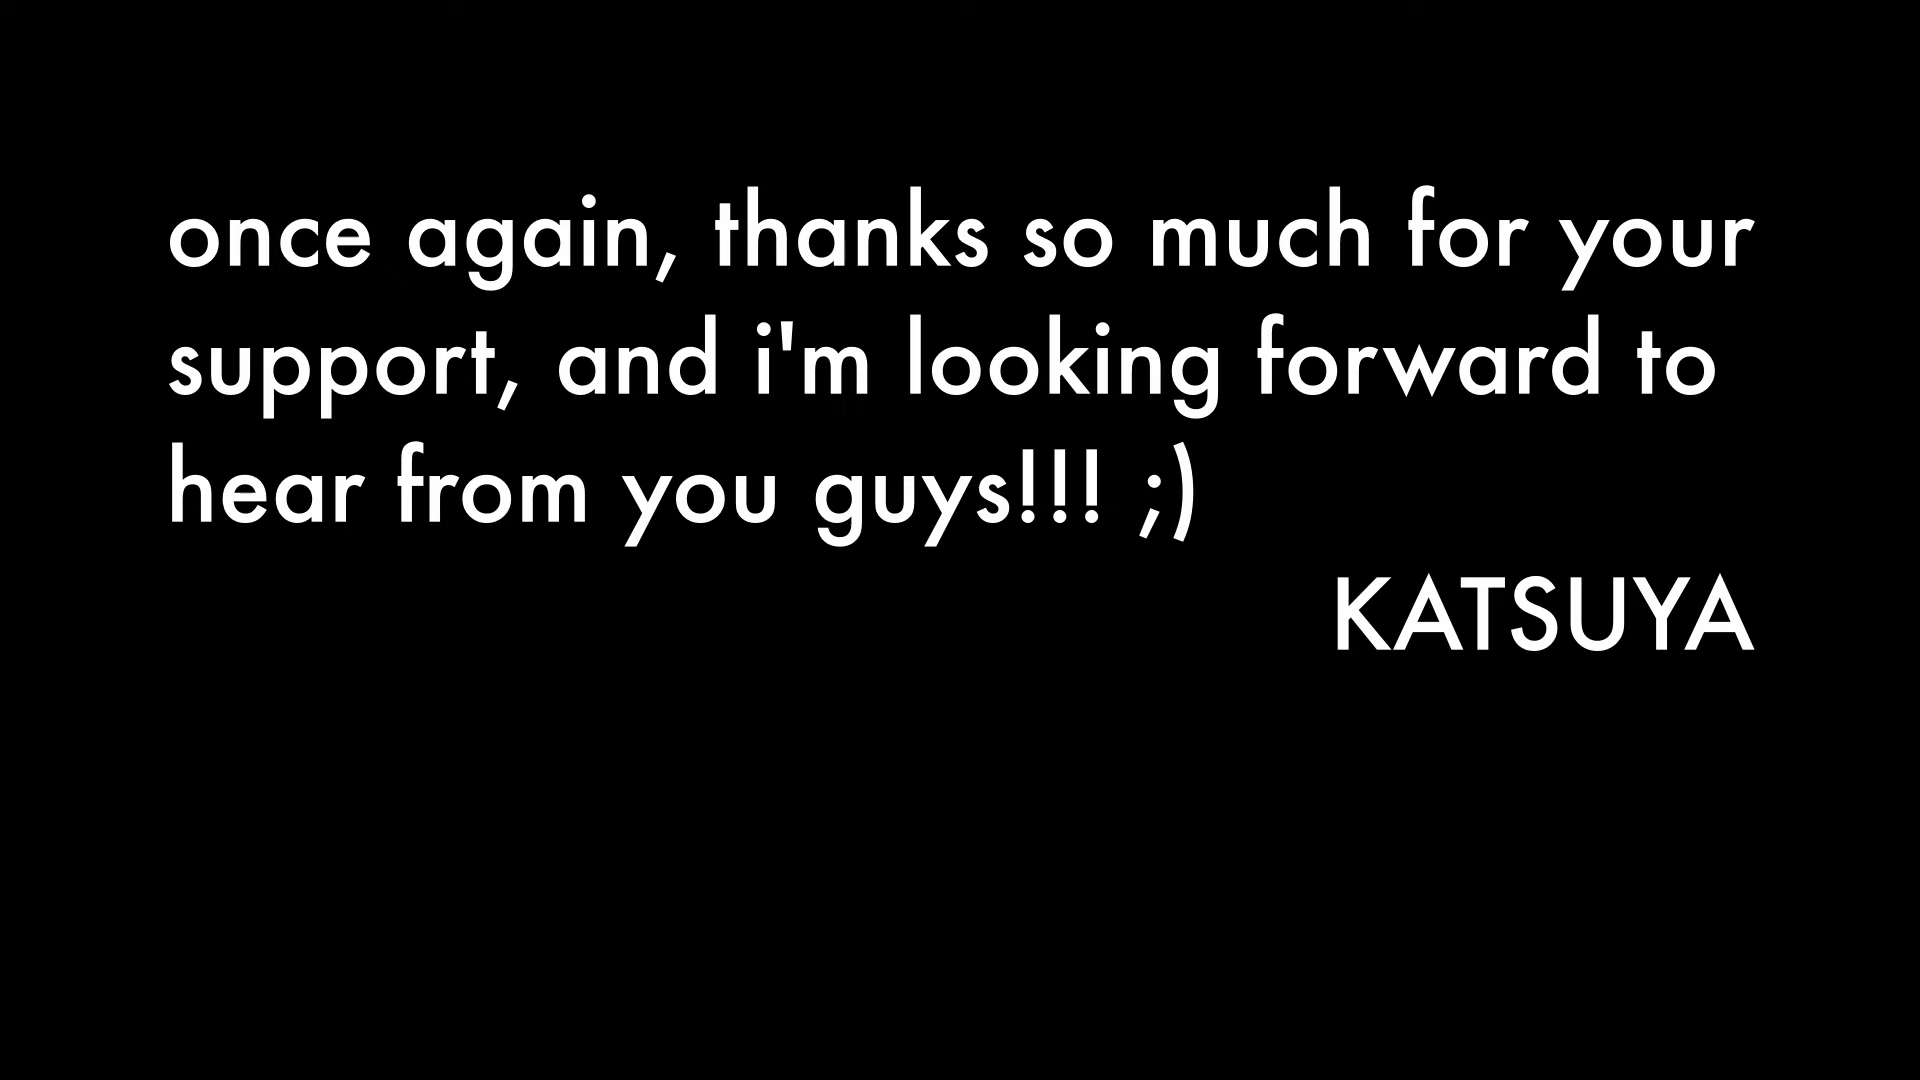 once again, thanks so much for your
support, and i'm looking forward to
hear from you guys!!! ;)
KATSUYA